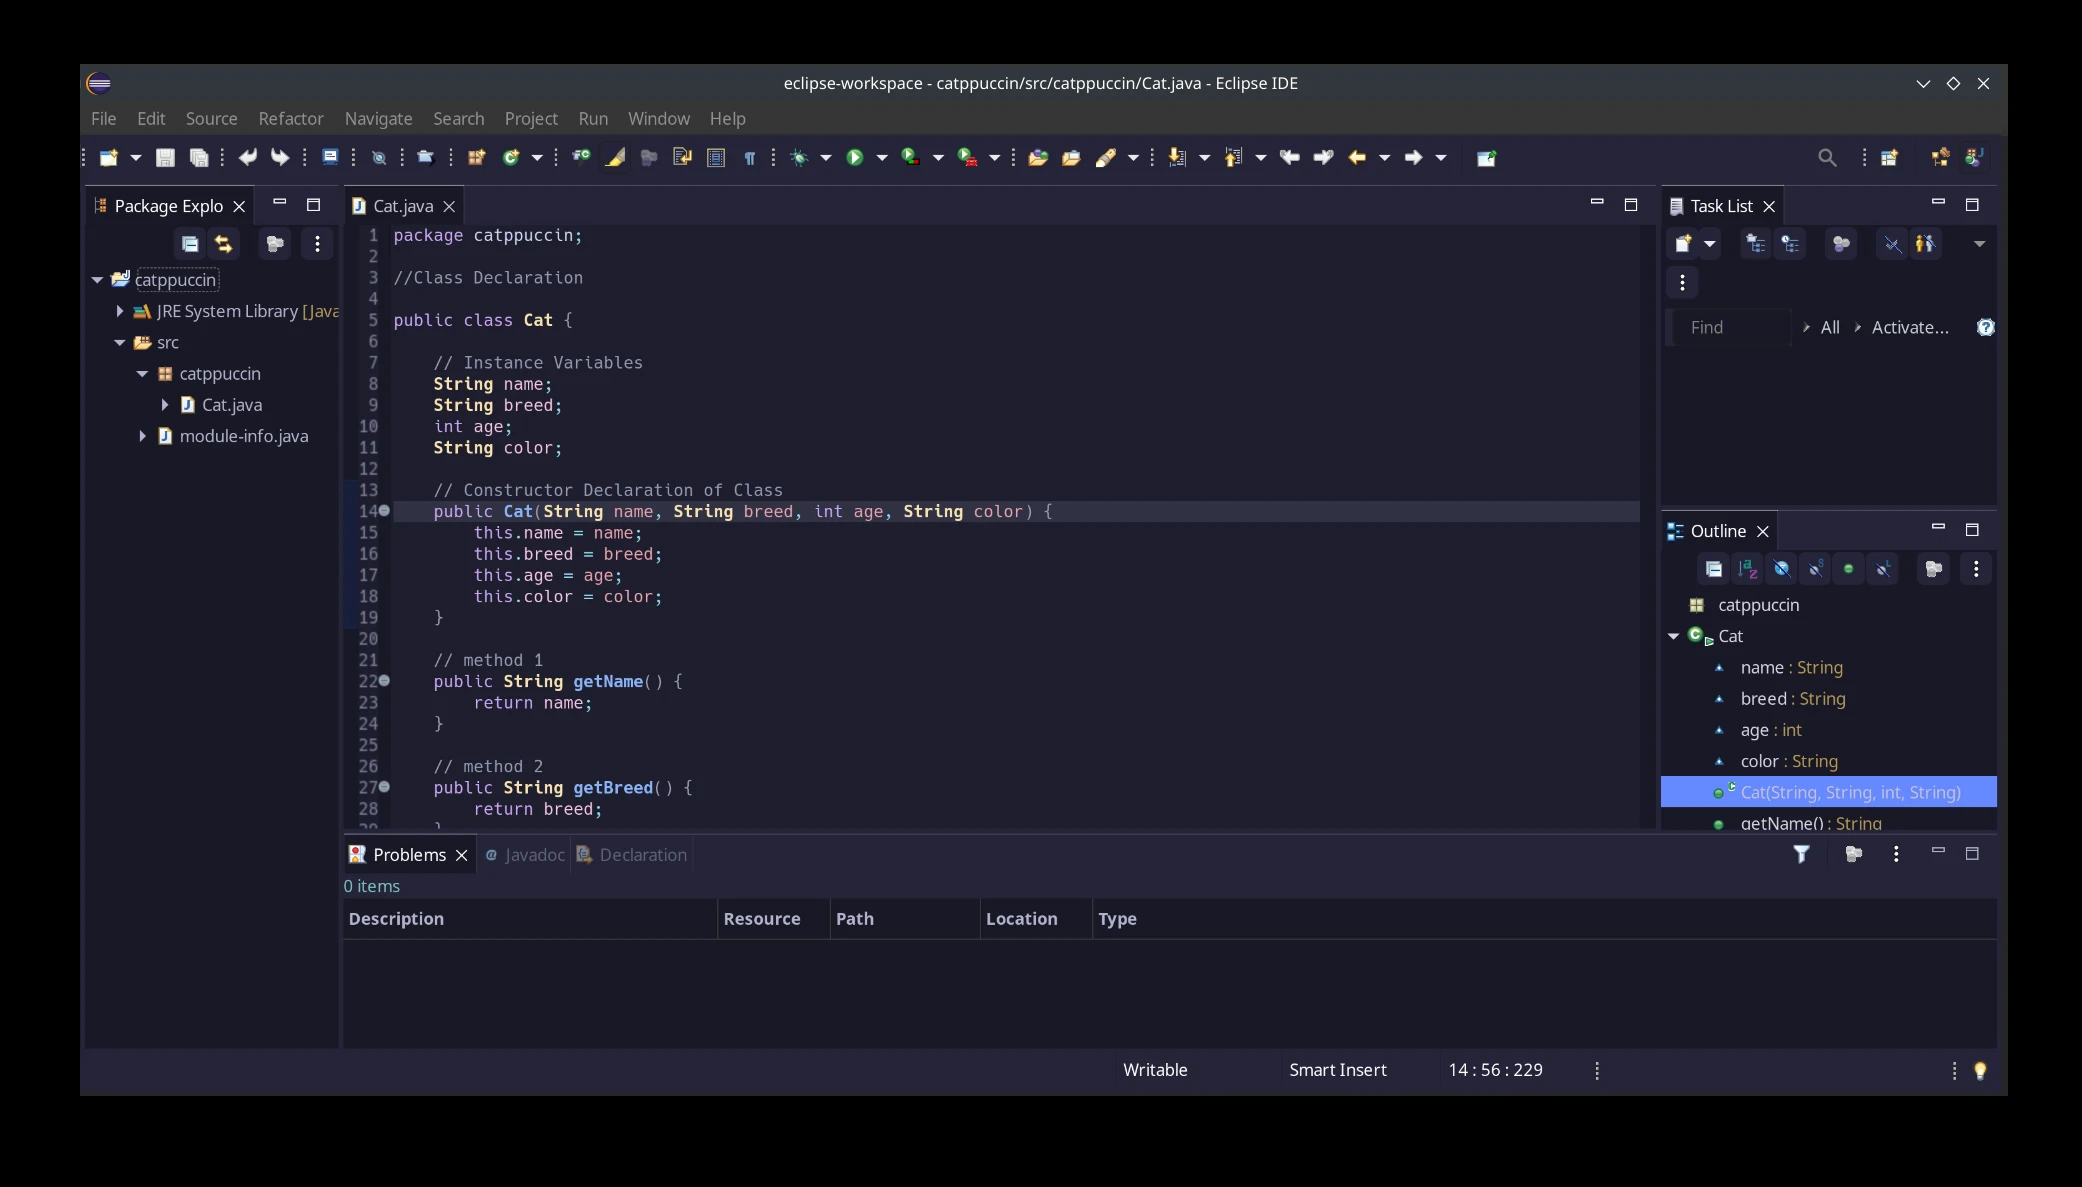 eclipse-workspace - catppuccin/src/catppuccin/Cat.java - Eclipse IDE
File Edit Source Refactor Navigate Search Project Run Window Help
Package Explo
catppuccin
JRE System Library [Java
src
catppuccin
Cat.java
module-info.java
Cat.java
1 package catppuccin;
2
3 //Class Declaration
4
5 public class Cat {
6
7     // Instance Variables
8     String name;
9     String breed;
10     int age;
11     String color;
12
13     // Constructor Declaration of Class
14     public Cat(String name, String breed, int age, String color) {
15         this.name = name;
16         this.breed = breed;
17         this.age = age;
18         this.color = color;
19     }
20
21     // method 1
22     public String getName() {
23         return name;
24     }
25
26     // method 2
27     public String getBreed() {
28         return breed;
29     }
Task List
Find All Activate...
Outline
catppuccin
Cat
name : String
breed : String
age : int
color : String
Cat(String, String, int, String)
getName() : String
Problems Javadoc Declaration
0 items
Description Resource Path Location Type
Writable Smart Insert 14 : 56 : 229